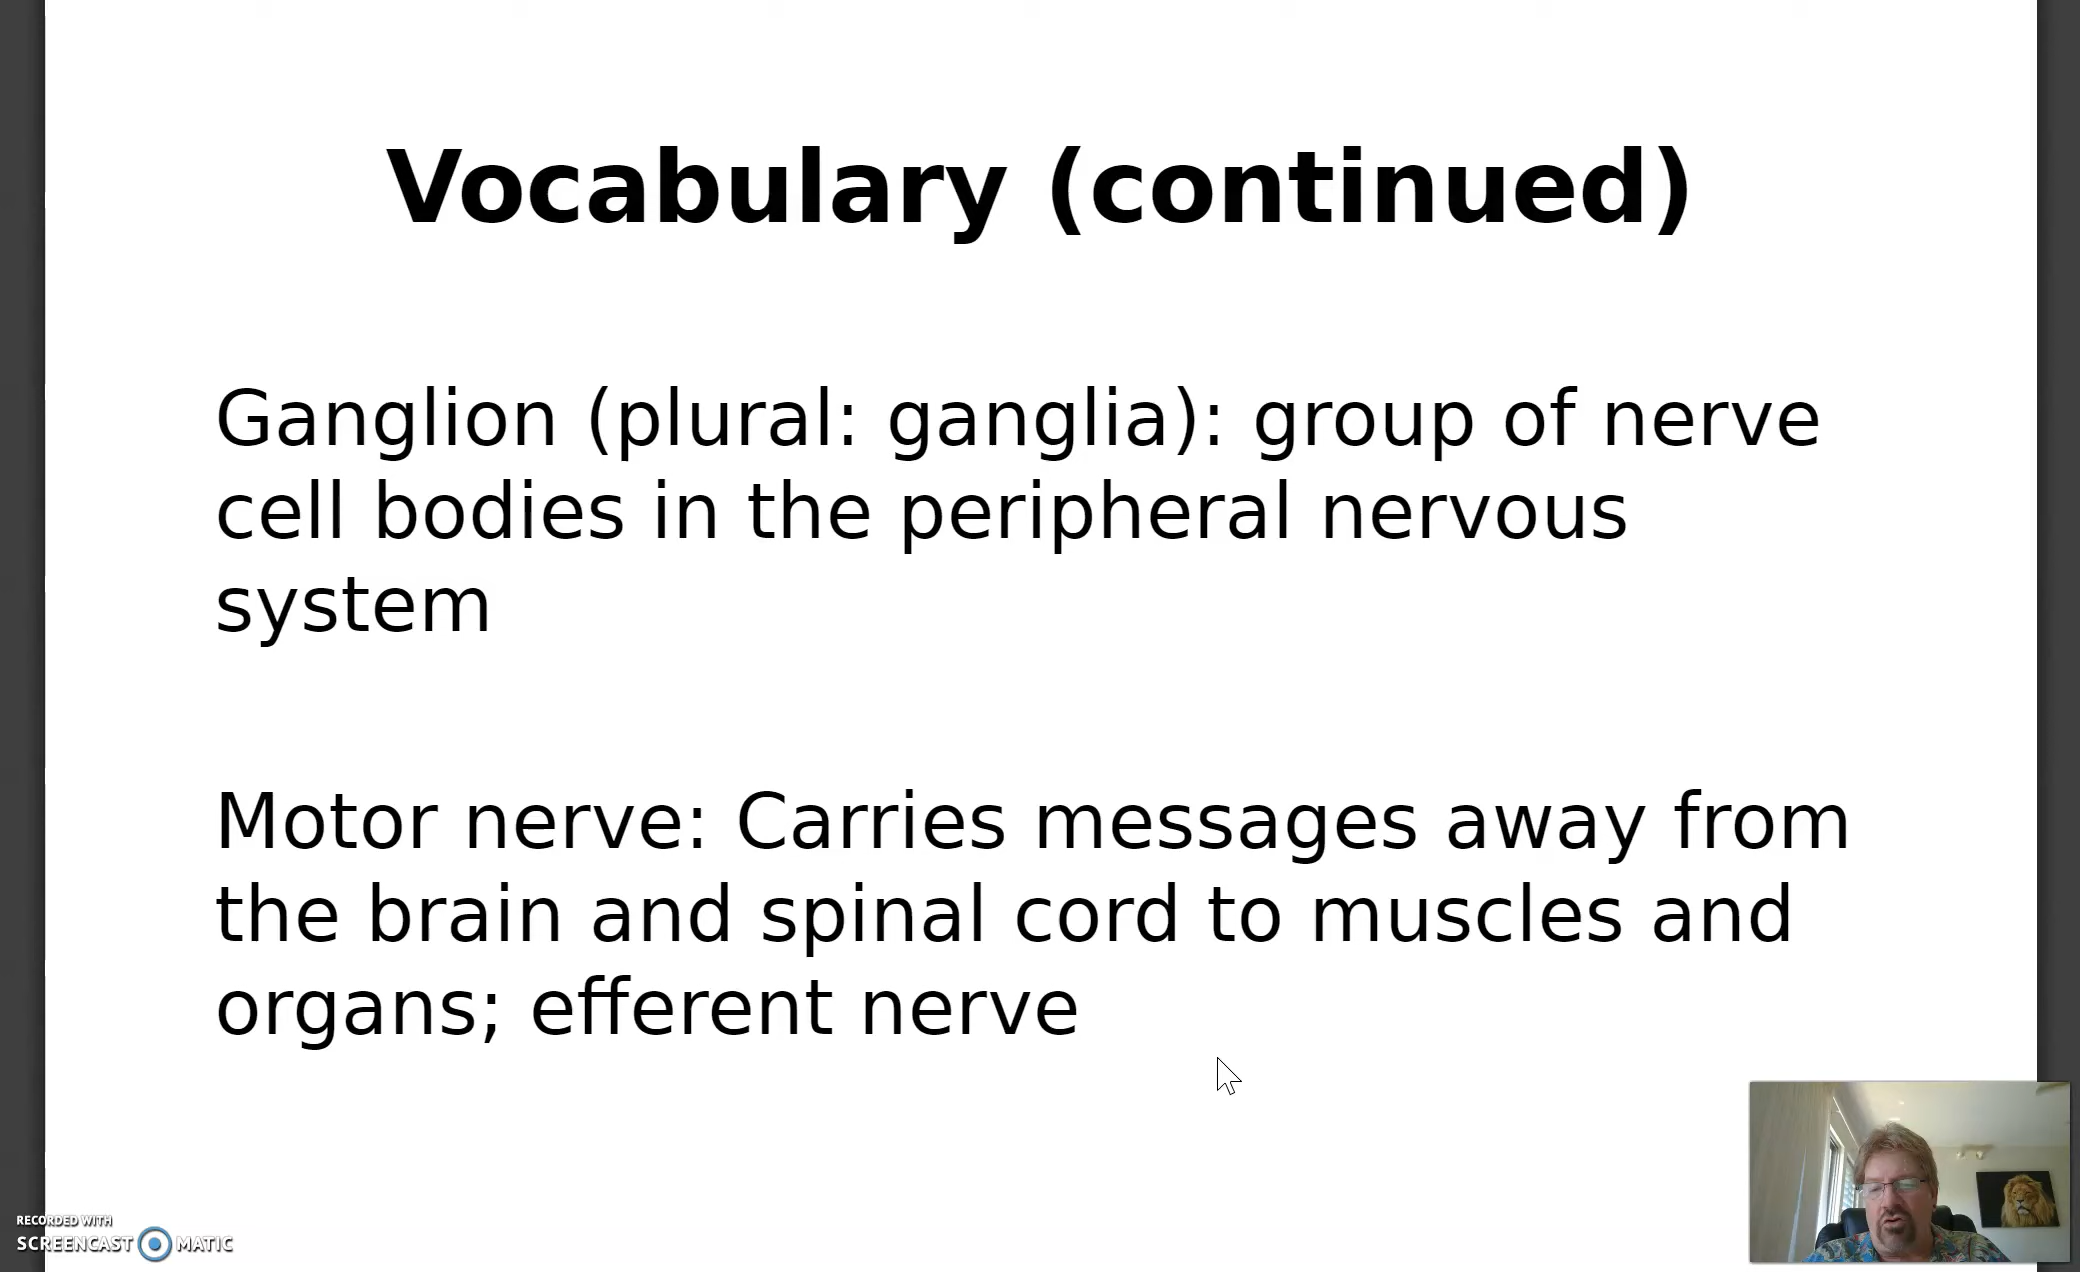 Vocabulary (continued)
Ganglion (plural: ganglia): group of nerve
cell bodies in the peripheral nervous
system
Motor nerve: Carries messages away from
the brain and spinal cord to muscles and
organs; efferent nerve
RECORDED WITH
SCREENCAST MATIC